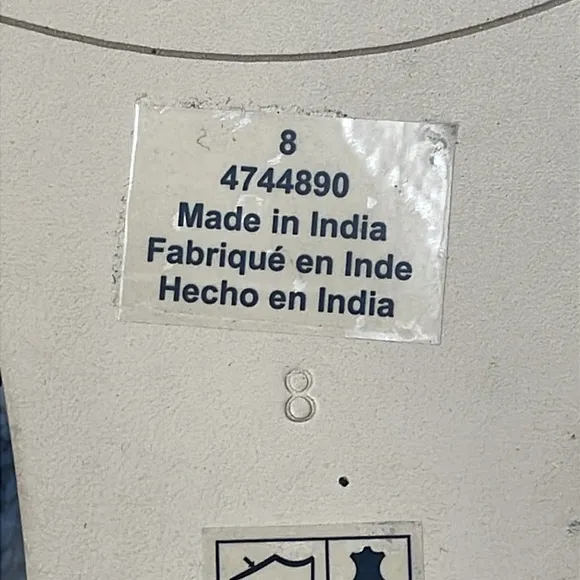 8
4744890
Made in India
Fabriqué en Inde
Hecho en India
8